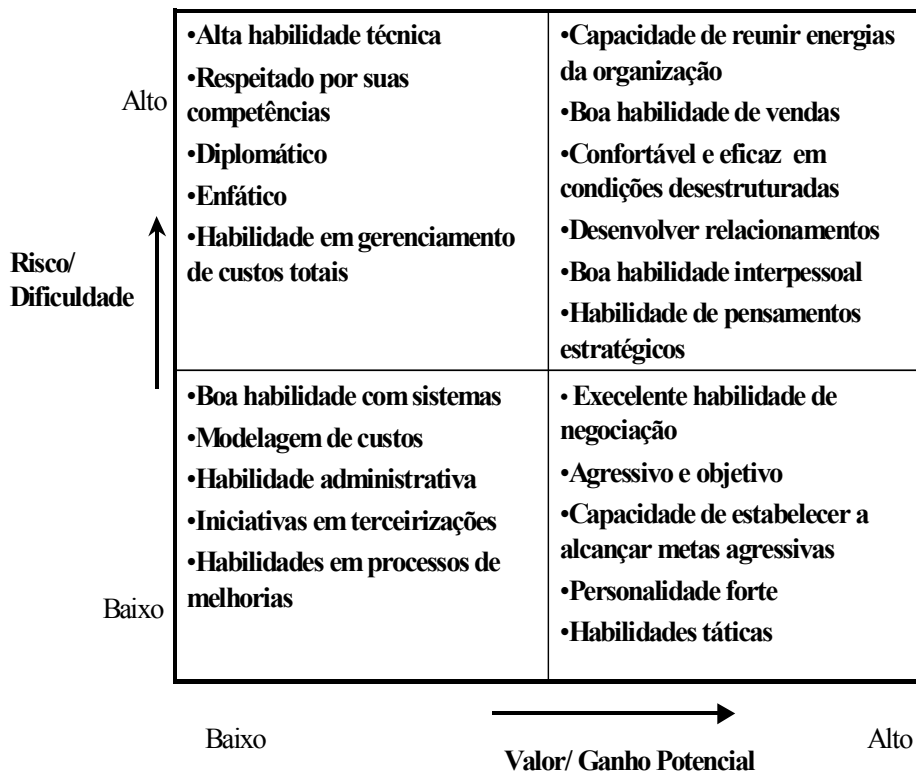 Alto
Risco/
Dificuldade
Baixo
•Alta habilidade técnica
•Respeitado por suas
competências
•Diplomático
•Enfático
•Habilidade em gerenciamento
de custos totais
•Capacidade de reunir energias
da organização
•Boa habilidade de vendas
•Confortável e eficaz em
condições desestruturadas
•Desenvolver relacionamentos
•Boa habilidade interpessoal
•Habilidade de pensamentos
estratégicos
•Boa habilidade com sistemas
•Modelagem de custos
•Habilidade administrativa
•Iniciativas em terceirizações
•Habilidades em processos de
melhorias
• Execelente habilidade de
negociação
•Agressivo e objetivo
•Capacidade de estabelecer a
alcançar metas agressivas
•Personalidade forte
•Habilidades táticas
Baixo
Valor/ Ganho Potencial
Alto